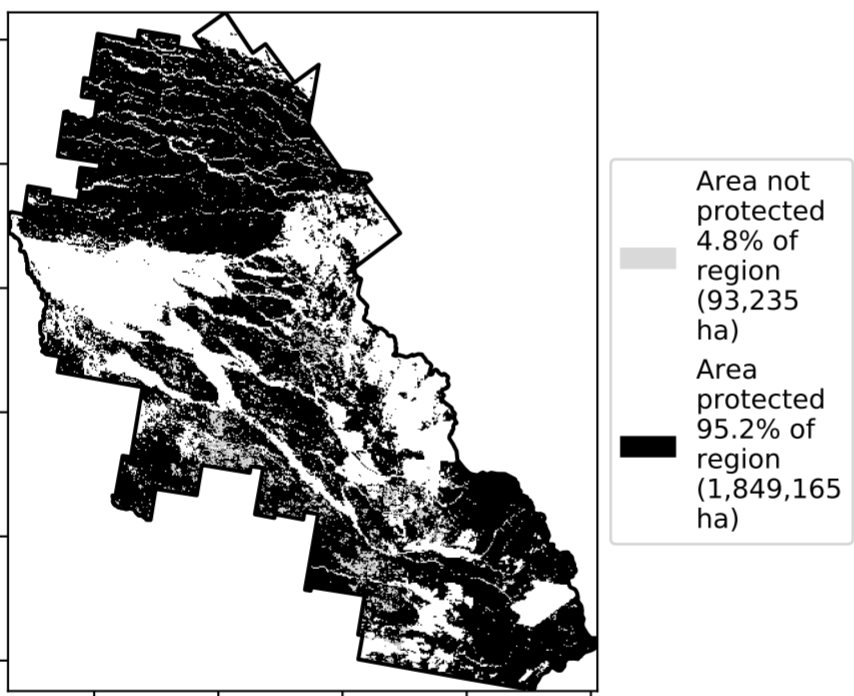 Area not
protected
4.8% of
region
(93,235
ha)
Area
protected
95.2% of
region
(1,849,165
ha)